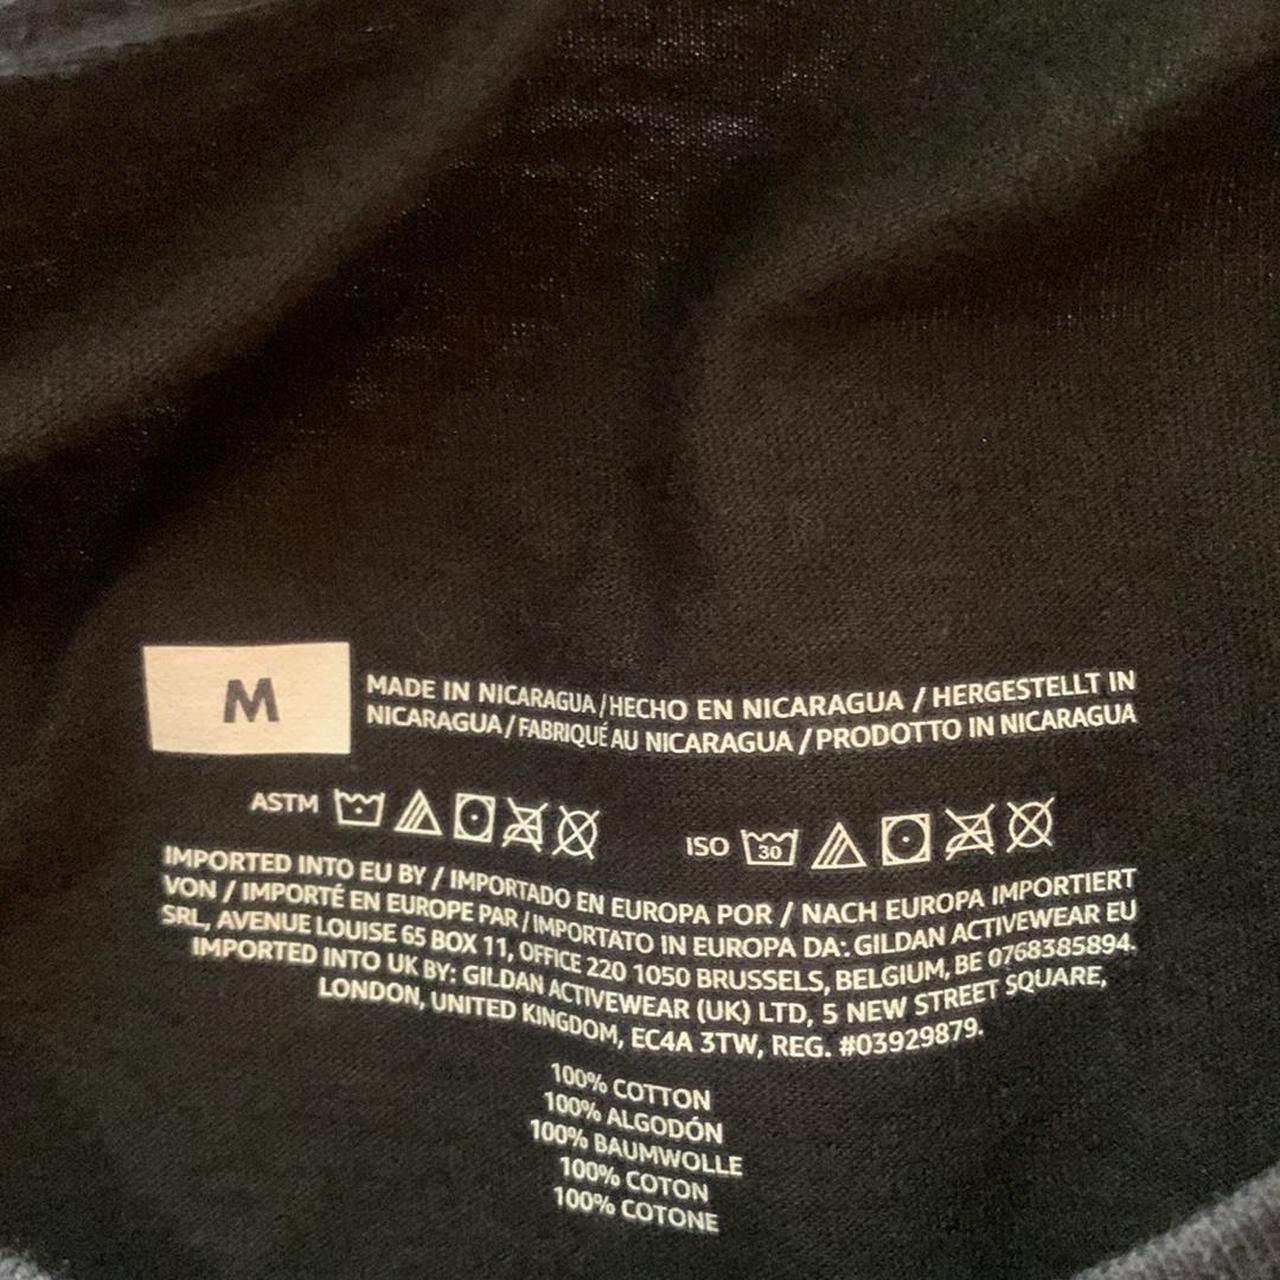 M
MADE IN NICARAGUA / HECHO EN NICARAGUA / HERGESTELLT IN
NICARAGUA / FABRIQUÉ AU NICARAGUA / PRODOTTO IN NICARAGUA
ASTM
ISO 30
IMPORTED INTO EU BY / IMPORTADO EN EUROPA POR / NACH EUROPA IMPORTIERT
VON / IMPORTÉ EN EUROPE PAR / IMPORTATO IN EUROPA DA: GILDAN ACTIVEWEAR EU
SRL, AVENUE LOUISE 65 BOX 11, OFFICE 220 1050 BRUSSELS, BELGIUM, BE 0768385894.
IMPORTED INTO UK BY: GILDAN ACTIVEWEAR (UK) LTD, 5 NEW STREET SQUARE,
LONDON, UNITED KINGDOM, EC4A 3TW, REG. #03929879.
100% COTTON
100% ALGODÓN
100% BAUMWOLLE
100% COTON
100% COTONE